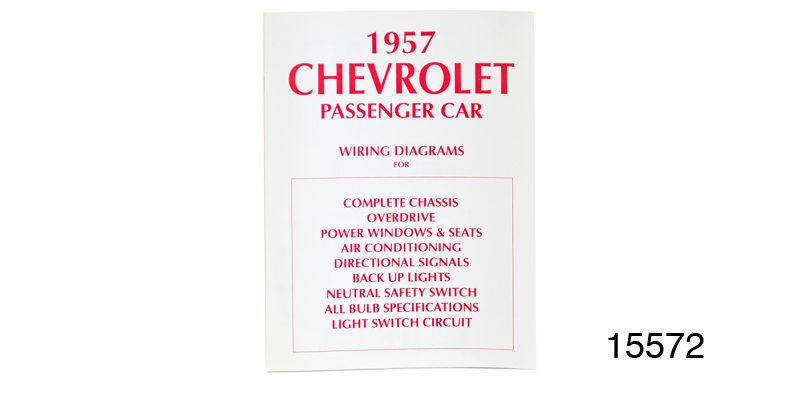 1957
CHEVROLET
PASSENGER CAR
WIRING DIAGRAMS
FOR
COMPLETE CHASSIS
OVERDRIVE
POWER WINDOWS & SEATS
AIR CONDITIONING
DIRECTIONAL SIGNALS
BACK UP LIGHTS
NEUTRAL SAFETY SWITCH
ALL BULB SPECIFICATIONS
LIGHT SWITCH CIRCUIT
15572